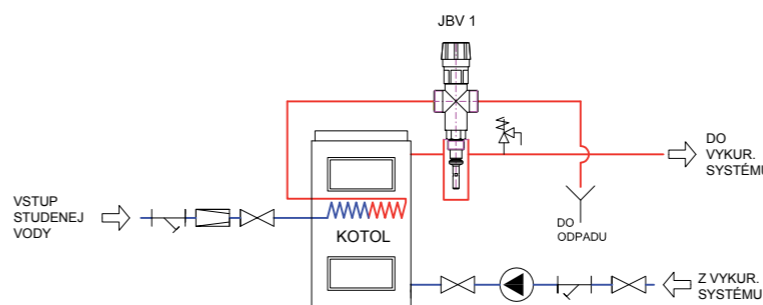 JBV 1
DO
VYKUR.
SYSTÉMU
VSTUP
STUDENEJ
VODY
KOTOL
DO
ODPADU
Z VYKUR.
SYSTÉMU